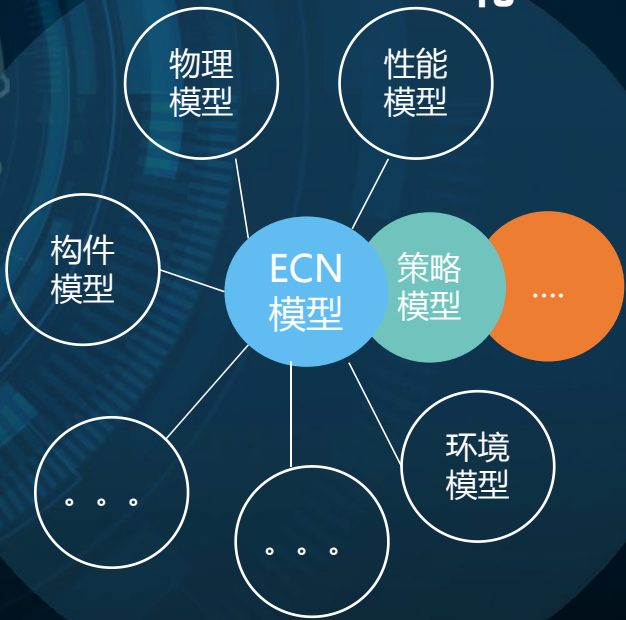 物理
模型
性能
模型
构件
模型
ECN
模型
策略
模型
....
环境
模型
。。。
。。。